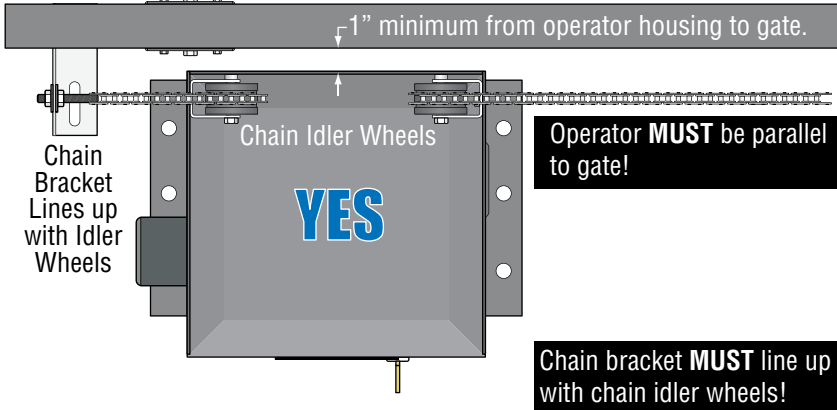 1” minimum from operator housing to gate.
Chain Idler Wheels
Chain
Bracket
Lines up
with Idler
Wheels
YES
Operator MUST be parallel
to gate!
Chain bracket MUST line up
with chain idler wheels!